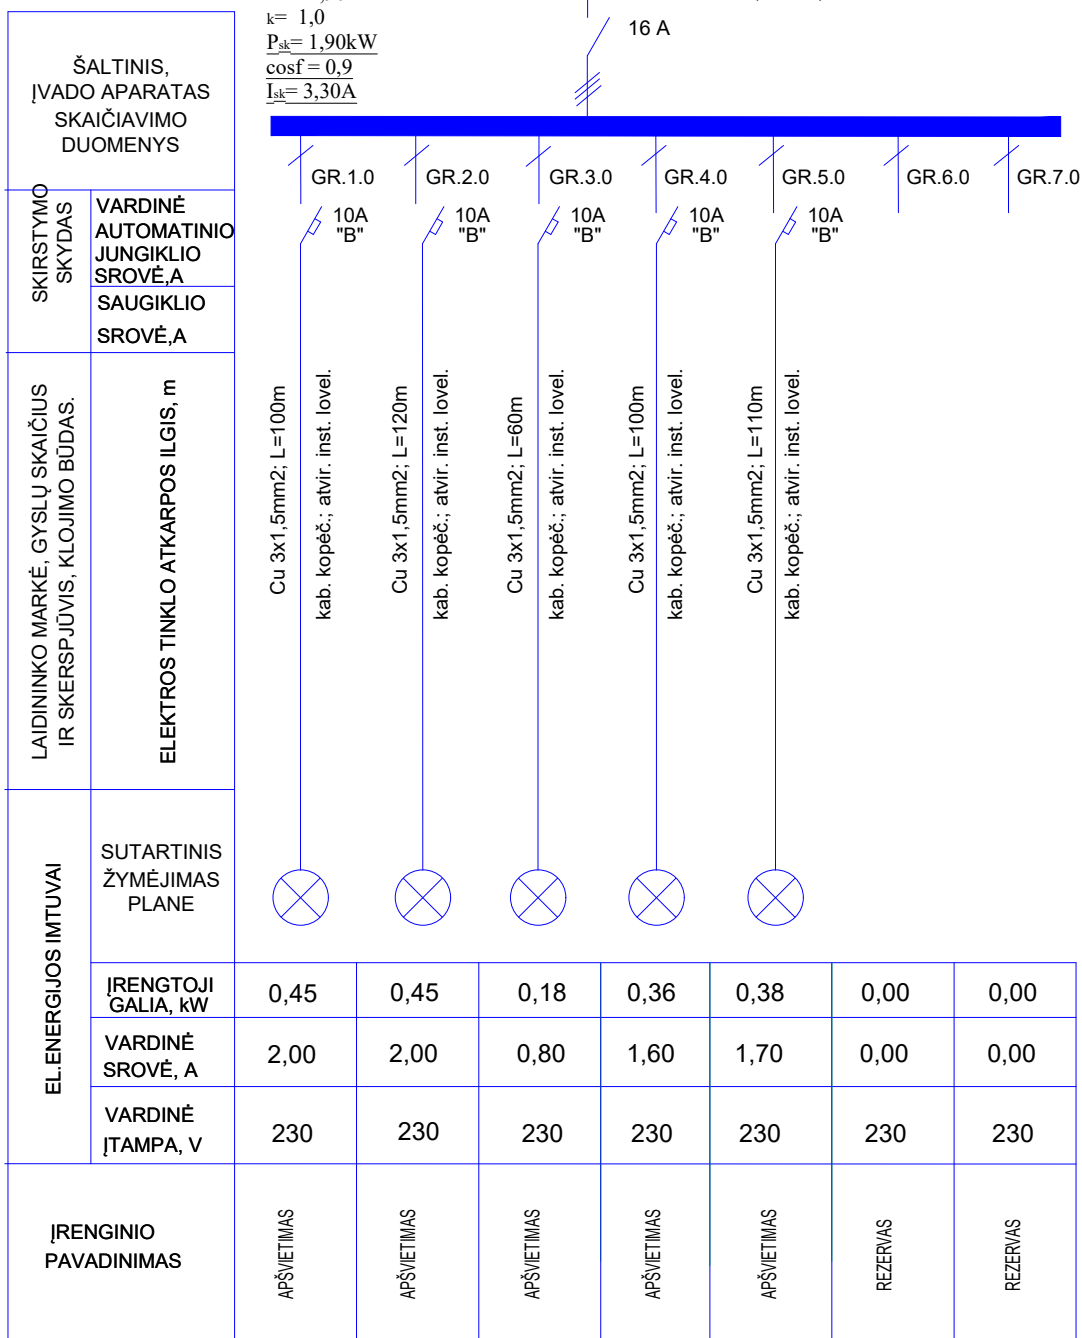 k= 1,0
Psk= 1,90kW
cosf = 0,9
Isk= 3,30A
16 A
ŠALTINIS,
ĮVADO APARATAS
SKAIČIAVIMO
DUOMENYS
GR.1.0
GR.2.0
GR.3.0
GR.4.0
GR.5.0
GR.6.0
GR.7.0
SKIRSTYMO
SKYDAS
VARDINĖ
AUTOMATINIO
JUNGIKLIO
SROVĖ,A
10A
"B"
10A
"B"
10A
"B"
10A
"B"
10A
"B"
SAUGIKLIO
SROVĖ,A
LAIDININKO MARKĖ, GYSLŲ SKAIČIUS
IR SKERSPJŪVIS, KLOJIMO BŪDAS.
ELEKTROS TINKLO ATKARPOS ILGIS, m
Cu 3x1,5mm2; L=100m
kab. kopėč.; atvir. inst. lovel.
Cu 3x1,5mm2; L=120m
kab. kopėč.; atvir. inst. lovel.
Cu 3x1,5mm2; L=60m
kab. kopėč.; atvir. inst. lovel.
Cu 3x1,5mm2; L=100m
kab. kopėč.; atvir. inst. lovel.
Cu 3x1,5mm2; L=110m
kab. kopėč.; atvir. inst. lovel.
EL.ENERGIJOS IMTUVAI
SUTARTINIS
ŽYMĖJIMAS
PLANE
ĮRENGTOJI
GALIA, kW
0,45
0,45
0,18
0,36
0,38
0,00
0,00
VARDINĖ
SROVĖ, A
2,00
2,00
0,80
1,60
1,70
0,00
0,00
VARDINĖ
ĮTAMPA, V
230
230
230
230
230
230
230
ĮRENGINIO
PAVADINIMAS
APŠVIETIMAS
APŠVIETIMAS
APŠVIETIMAS
APŠVIETIMAS
APŠVIETIMAS
REZERVAS
REZERVAS